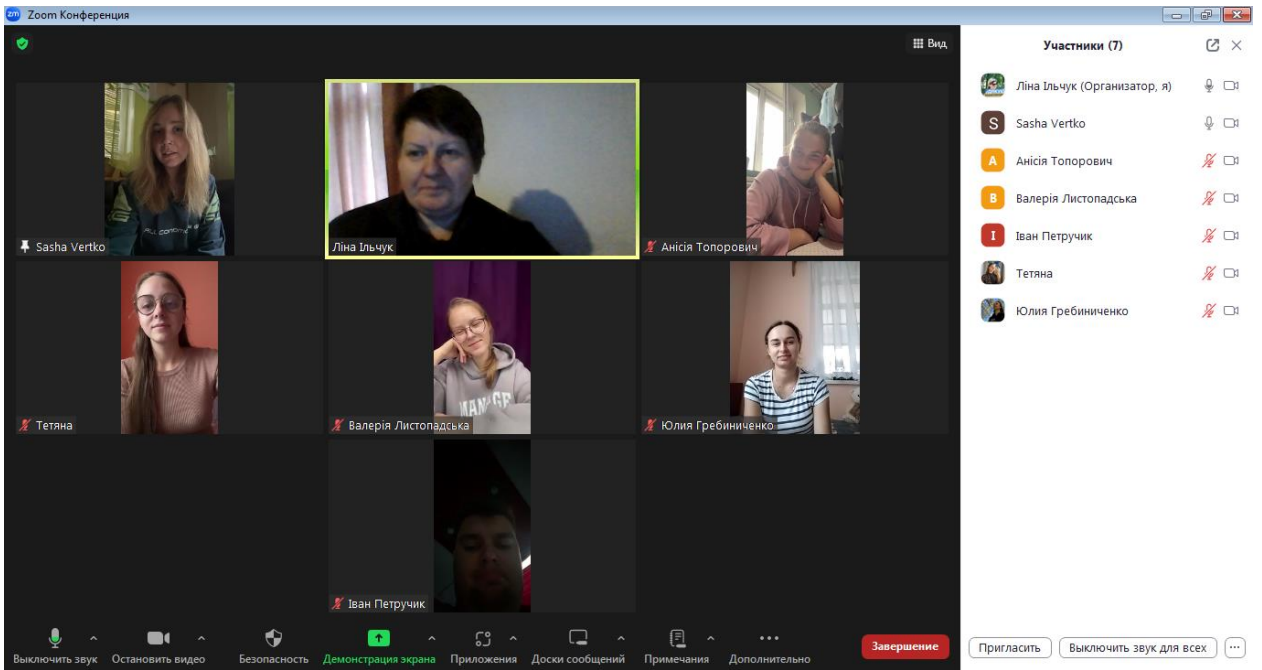 zm Zoom Конференция
Вид
Участники (7)
Ліна Ільчук (Организатор, я)
S Sasha Vertko
А Анісія Топорович
В Валерія Листопадська
І Іван Петручик
Тетяна
Юлия Гребиниченко
Sasha Vertko
Ліна Ільчук
Анісія Топорович
Тетяна
Валерія Листопадська
Юлия Гребиниченко
Іван Петручик
Выключить звук
Остановить видео
Безопасность
Демонстрация экрана
Приложения
Доски сообщений
Примечания
Дополнительно
Завершение
Пригласить
Выключить звук для всех